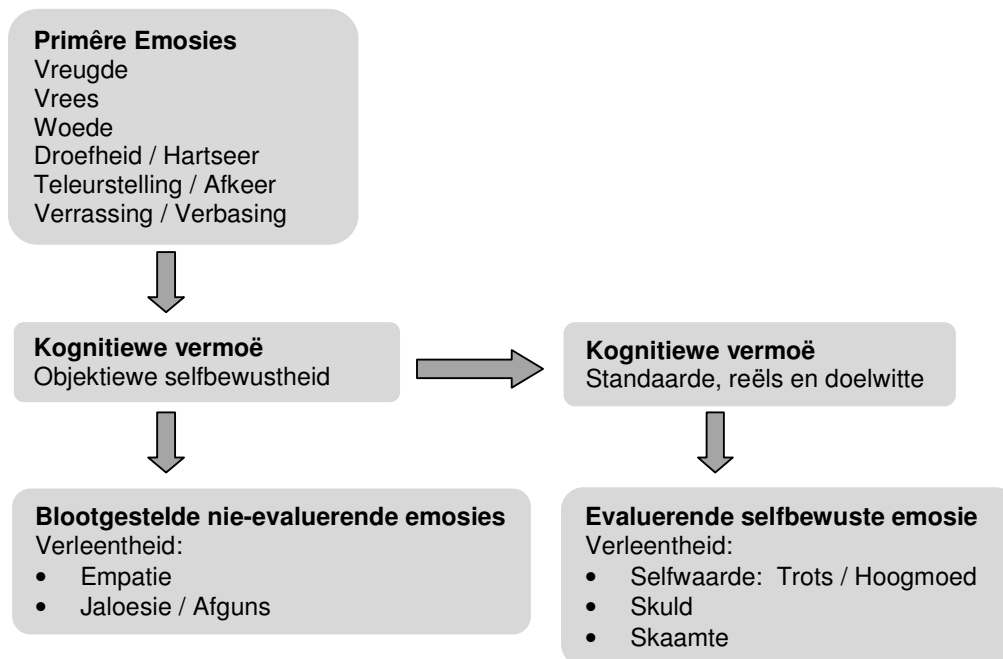 Primêre Emosies
Vreugde
Vrees
Woede
Droefheid / Hartseer
Teleurstelling / Afkeer
Verrassing / Verbasing
Kognitiewe vermoë
Objektiewe selfbewustheid
Kognitiewe vermoë
Standaarde, reëls en doelwitte
Blootgestelde nie-evaluerende emosies
Verleentheid:
• Empatie
• Jaloesie / Afguns
Evaluerende selfbewuste emosie
Verleentheid:
• Selfwaarde: Trots / Hoogmoed
• Skuld
• Skaamte